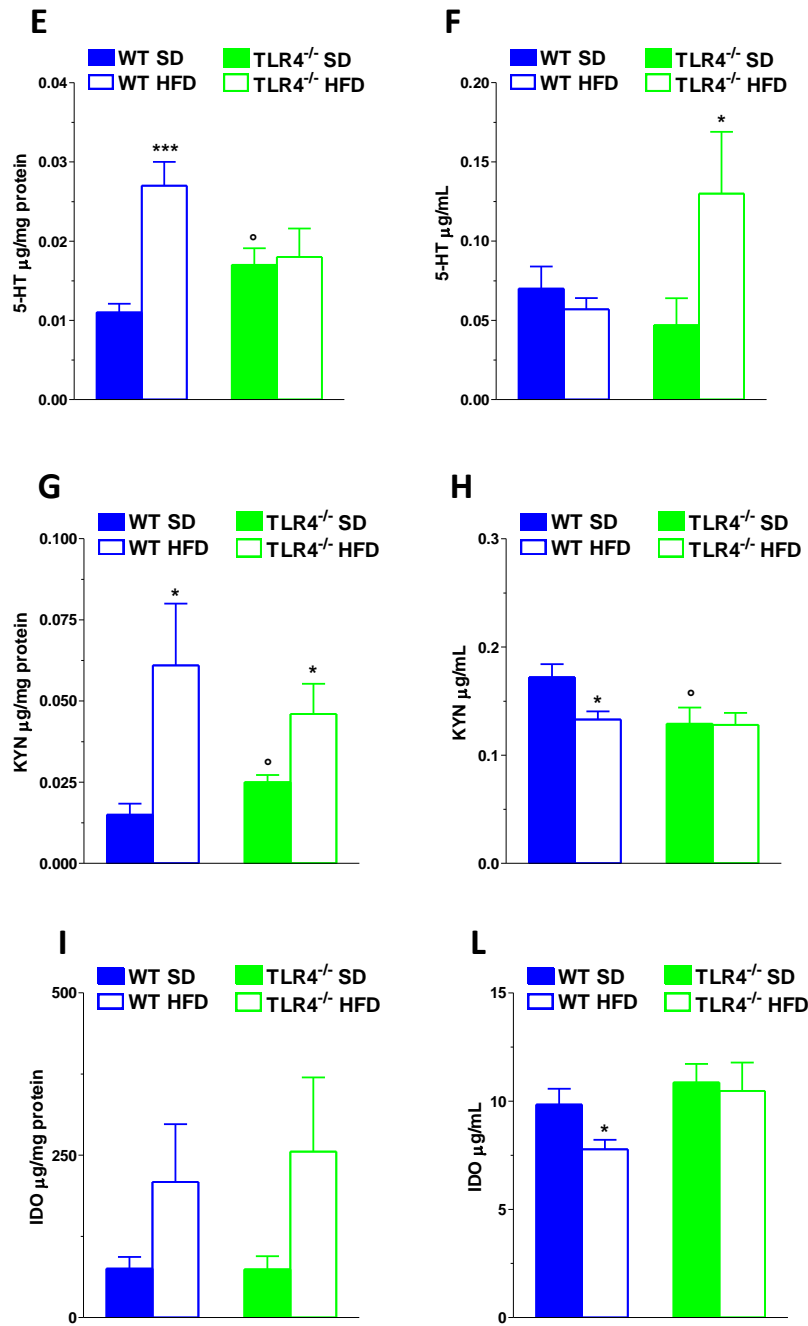 E
WT SD
WT HFD
TLR4-/- SD
TLR4-/- HFD
0.04
0.03
0.02
0.01
0.00
5-HT µg/mg protein
***
°
F
WT SD
WT HFD
TLR4-/- SD
TLR4-/- HFD
0.20
0.15
0.10
0.05
0.00
5-HT µg/mL
*
G
WT SD
WT HFD
TLR4-/- SD
TLR4-/- HFD
0.100
0.075
0.050
0.025
0.000
KYN µg/mg protein
*
°
*
H
WT SD
WT HFD
TLR4-/- SD
TLR4-/- HFD
0.3
0.2
0.1
0.0
KYN µg/mL
*
°
I
WT SD
WT HFD
TLR4-/- SD
TLR4-/- HFD
500
250
0
IDO µg/mg protein
L
WT SD
WT HFD
TLR4-/- SD
TLR4-/- HFD
15
10
5
0
IDO µg/mL
*